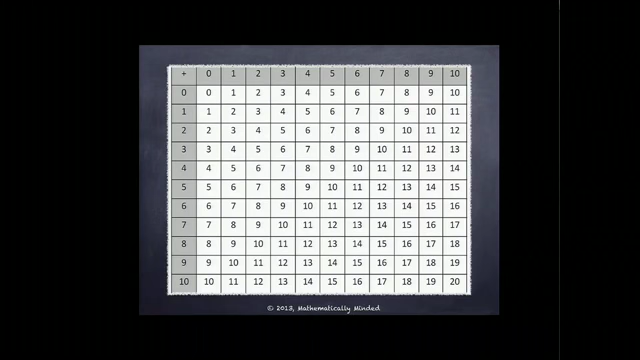 + 0 1 2 3 4 5 6 7 8 9 10
0 0 1 2 3 4 5 6 7 8 9 10
1 1 2 3 4 5 6 7 8 9 10 11
2 2 3 4 5 6 7 8 9 10 11 12
3 3 4 5 6 7 8 9 10 11 12 13
4 4 5 6 7 8 9 10 11 12 13 14
5 5 6 7 8 9 10 11 12 13 14 15
6 6 7 8 9 10 11 12 13 14 15 16
7 7 8 9 10 11 12 13 14 15 16 17
8 8 9 10 11 12 13 14 15 16 17 18
9 9 10 11 12 13 14 15 16 17 18 19
10 10 11 12 13 14 15 16 17 18 19 20
© 2013, Mathematically Minded